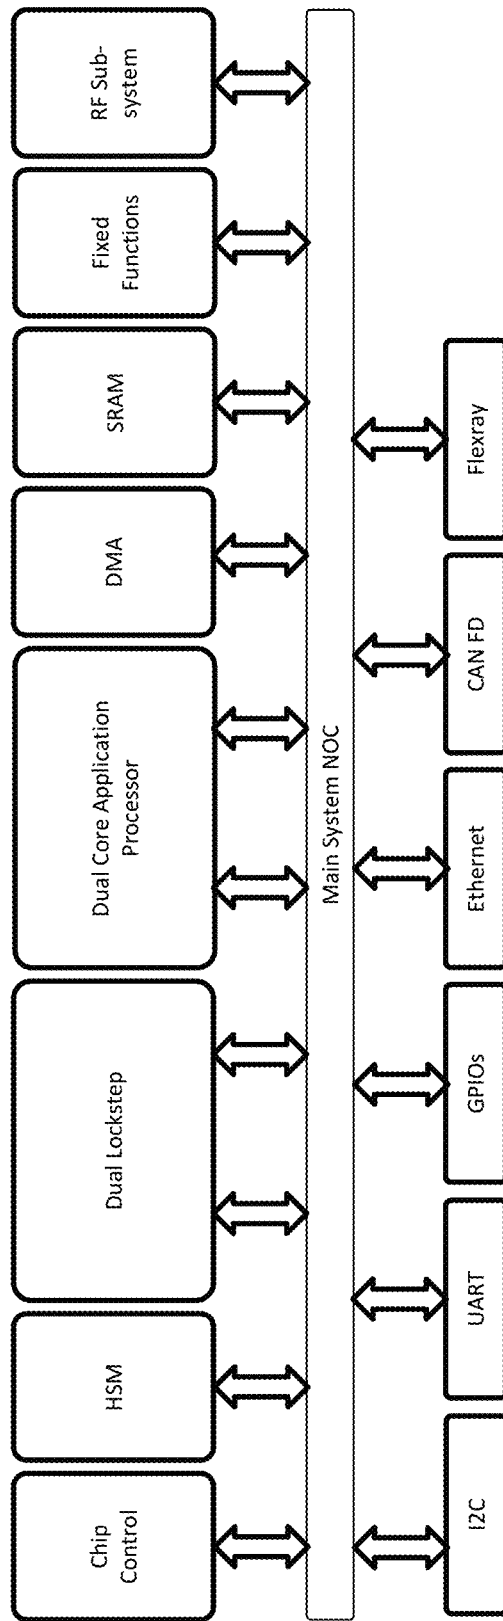 Chip
Control
HSM
Dual Lockstep
Dual Core Application
Processor
DMA
SRAM
Fixed
Functions
RF Sub-
system
Main System NOC
I2C
UART
GPIOs
Ethernet
CAN FD
Flexray